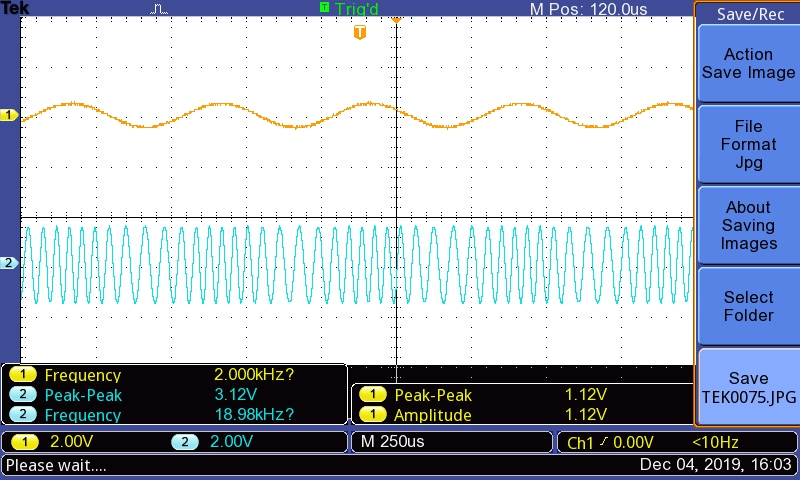 Tek T Trig'd M Pos: 120.0us Save/Rec
T
Action
Save Image
File
Format
Jpg
About
Saving
Images
Select
Folder
Save
TEK0075.JPG
1
2
1 Frequency 2.000kHz?
2 Peak-Peak 3.12V
2 Frequency 18.98kHz?
1 Peak-Peak 1.12V
1 Amplitude 1.12V
1 2.00V 2 2.00V M 250us Ch1 / 0.00V <10Hz
Please wait.... Dec 04, 2019, 16:03